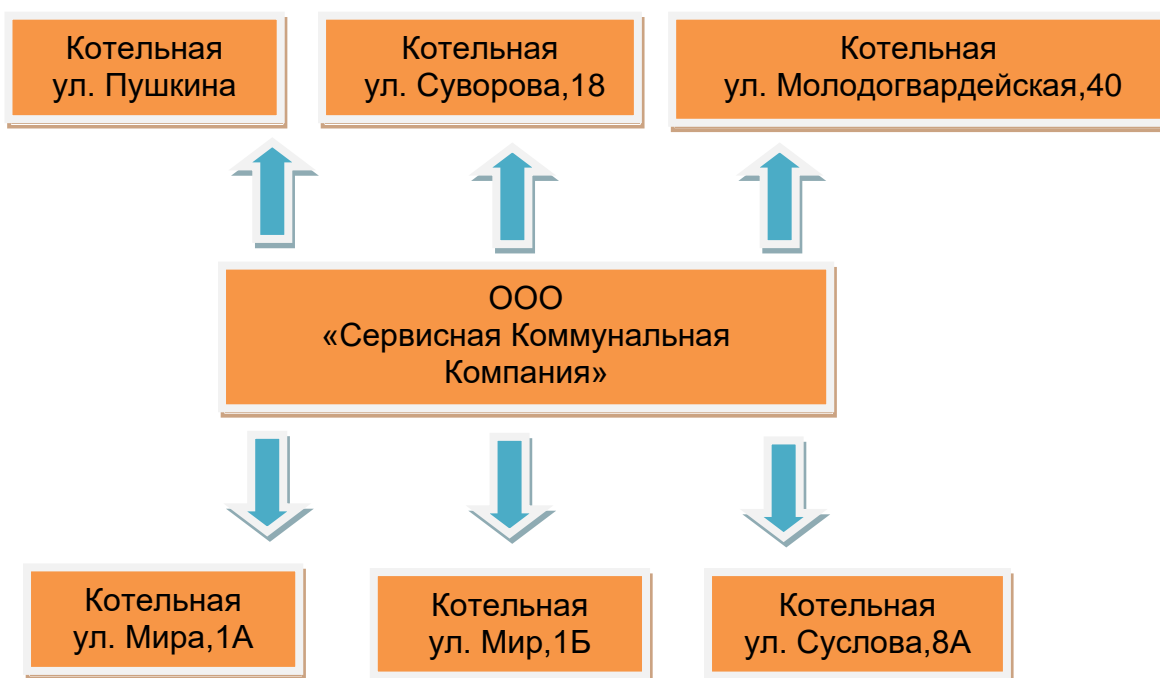 Котельная
ул. Пушкина
Котельная
ул. Суворова,18
Котельная
ул. Молодогвардейская,40
ООО
«Сервисная Коммунальная
Компания»
Котельная
ул. Мира,1А
Котельная
ул. Мир,1Б
Котельная
ул. Суслова,8А